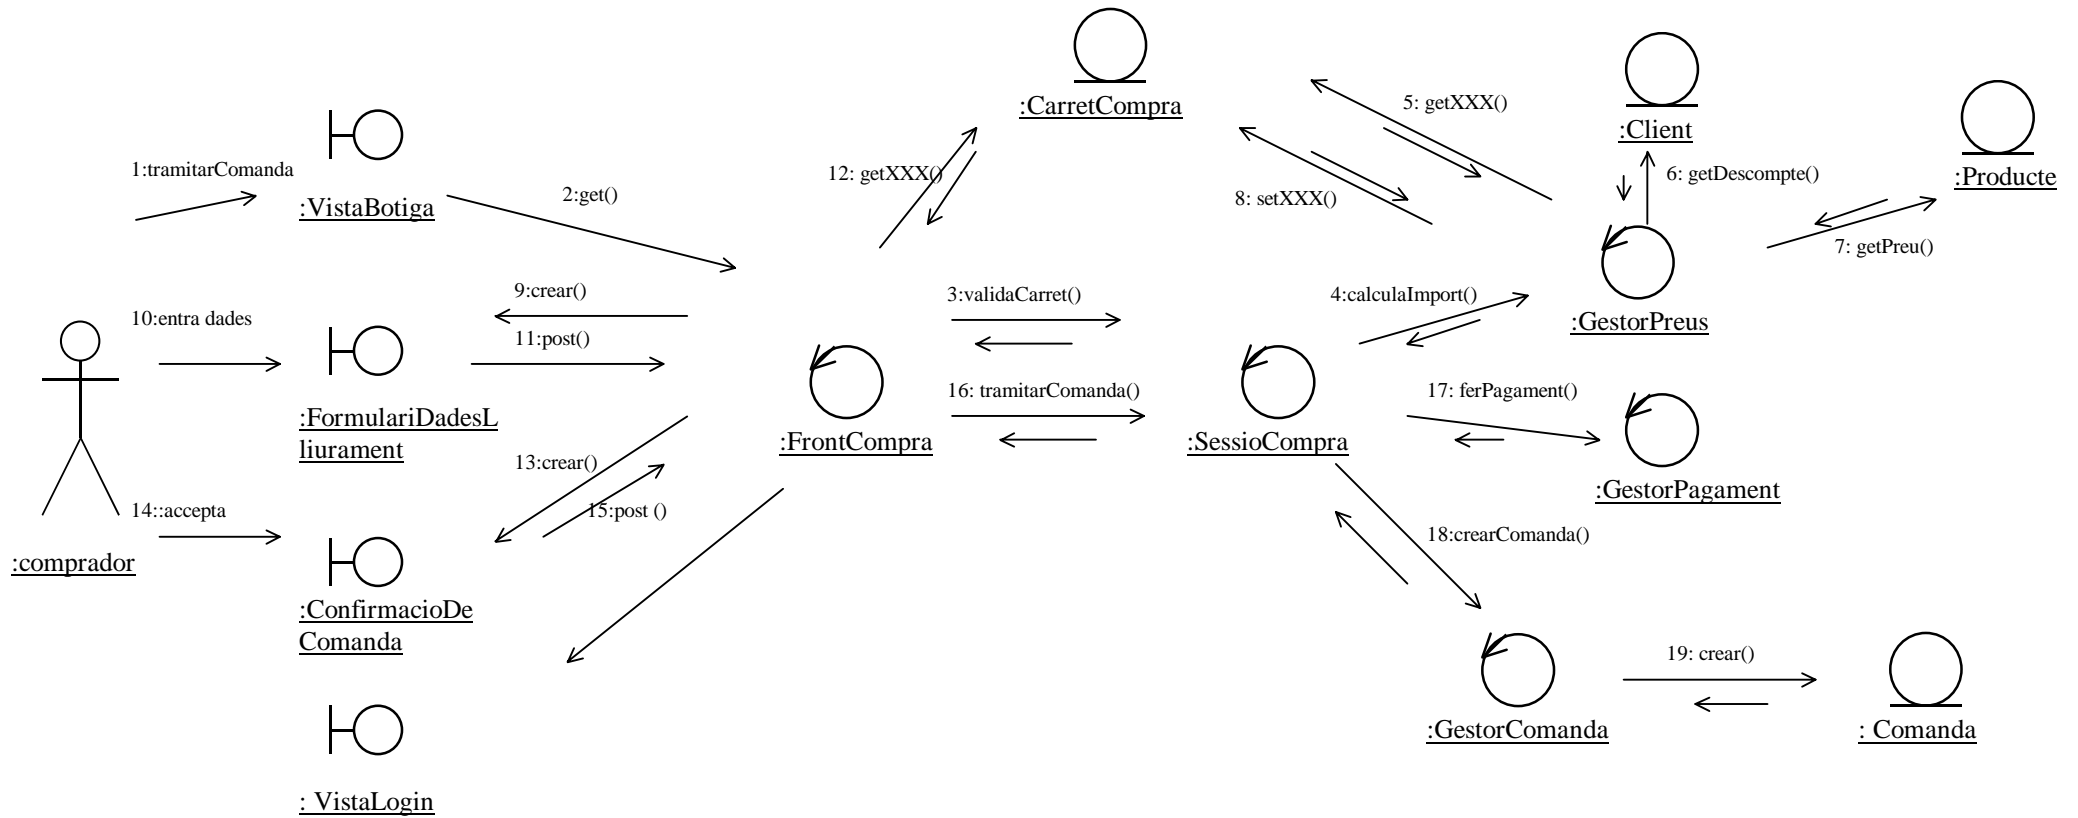 :CarretCompra
5: getXXX()
:Client
:Producte
1:tramitarComanda
:VistaBotiga
2:get()
12: getXXX()
8: setXXX()
6: getDescompte()
7: getPreu()
9:crear()
3:validaCarret()
4:calculaImport()
:GestorPreus
10:entra dades
11:post()
:FormulariDadesL
liurament
:FrontCompra
16: tramitarComanda()
:SessioCompra
17: ferPagament()
:GestorPagament
13:crear()
15:post ()
14::accepta
:comprador
18:crearComanda()
:ConfirmacioDe
Comanda
19: crear()
:GestorComanda
: Comanda
: VistaLogin